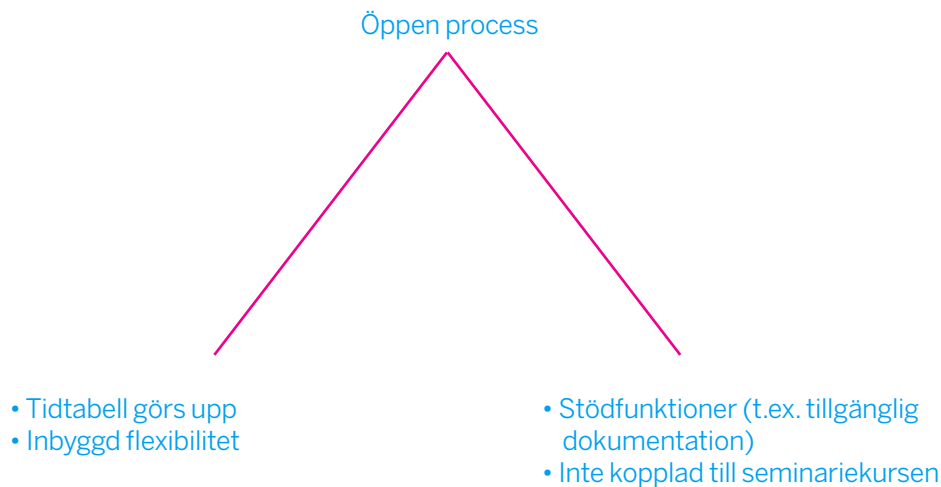 Öppen process
• Tidtabell görs upp
• Inbyggd flexibilitet
• Stödfunktioner (t.ex. tillgänglig
dokumentation)
• Inte kopplad till seminariekursen